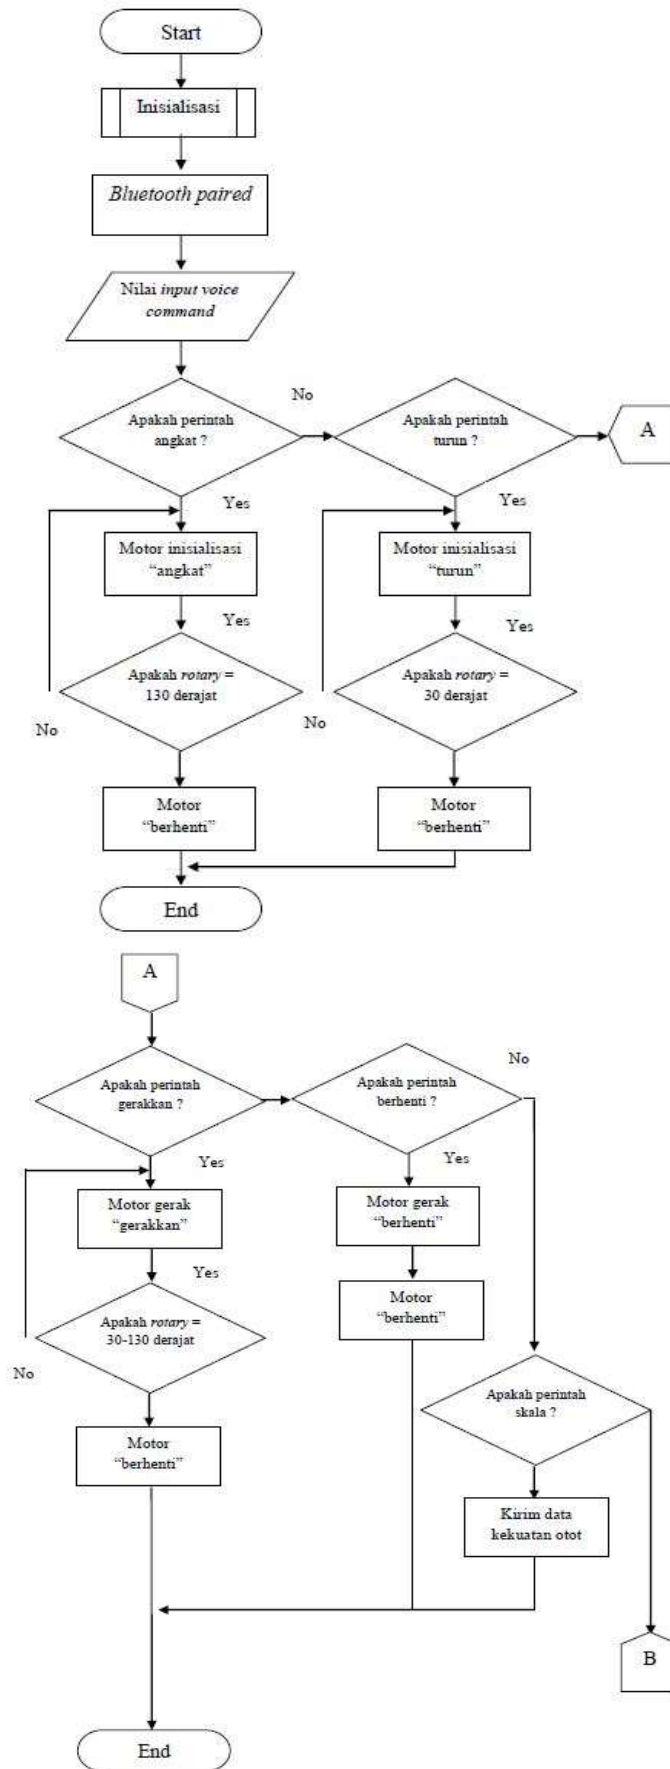 Start
Inisialisasi
Bluetooth paired
Nilai input voice
command
No
Apakah perintah
angkat ?
Apakah perintah
turun ?
A
Yes
Yes
Motor inisialisasi
“angkat”
Motor inisialisasi
“turun”
Yes
Yes
Apakah rotary =
130 derajat
Apakah rotary =
30 derajat
No
No
Motor
“berhenti”
Motor
“berhenti”
End
A
No
Apakah perintah
gerakkan ?
Apakah perintah
berhenti ?
Yes
Yes
Motor gerak
“gerakkan”
Motor gerak
“berhenti”
Yes
Motor
“berhenti”
Apakah rotary =
30-130 derajat
No
Apakah perintah
skala ?
Motor
“berhenti”
Kirim data
kekuatan otot
B
End